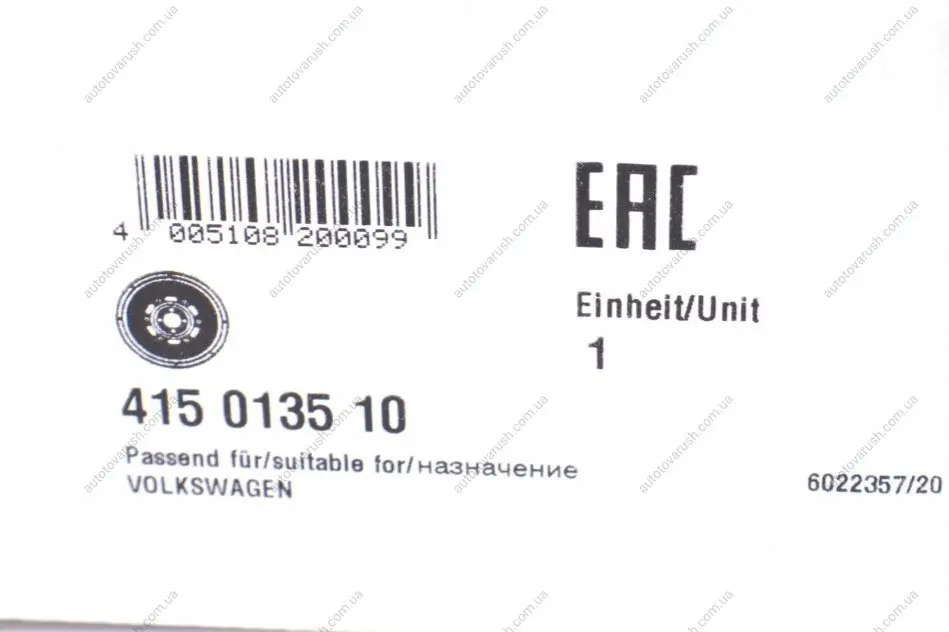 4 005108 200099
EAC
Einheit/Unit
1
415 0135 10
Passend für/suitable for/назначение
VOLKSWAGEN
6022357/20
autotovarush.com.ua